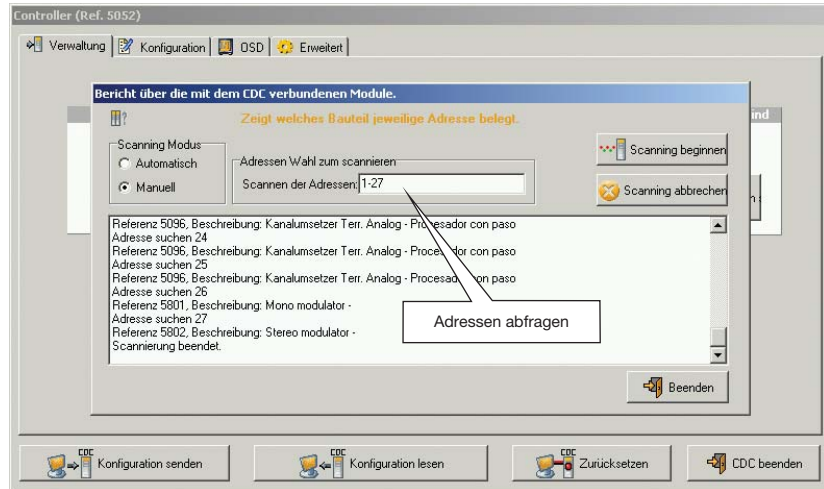 Controller (Ref. 5052)
Verwaltung Konfiguration OSD Erweitert
Bericht über die mit dem CDC verbundenen Module.
Zeigt welches Bauteil jeweilige Adresse belegt.
Scanning Modus
Automatisch
Manuell
Adressen Wahl zum scannieren
Scannen der Adressen: 1-27
Scanning beginnen
Scanning abbrechen
Referenz 5096, Beschreibung: Kanalumsetzer Terr. Analog - Procesador con paso
Adresse suchen 24
Referenz 5096, Beschreibung: Kanalumsetzer Terr. Analog - Procesador con paso
Adresse suchen 25
Referenz 5096, Beschreibung: Kanalumsetzer Terr. Analog - Procesador con paso
Adresse suchen 26
Referenz 5801, Beschreibung: Mono modulator -
Adresse suchen 27
Referenz 5802, Beschreibung: Stereo modulator -
Scannierung beendet.
Adressen abfragen
Beenden
CDC Konfiguration senden
CDC Konfiguration lesen
CDC Zurücksetzen
CDC beenden